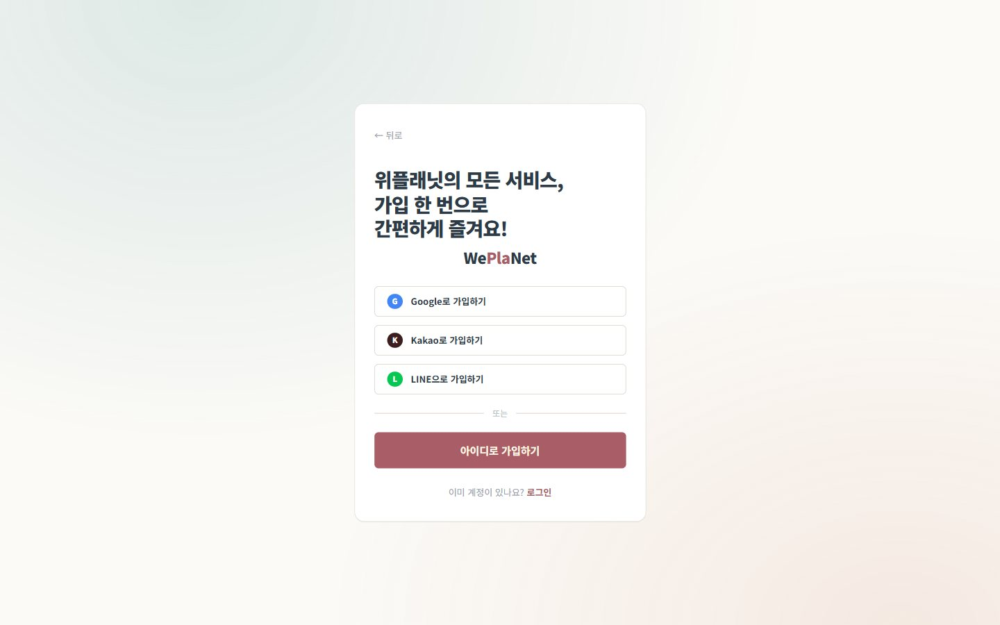 ← 뒤로
위플래닛의 모든 서비스,
가입 한 번으로
간편하게 즐겨요!
WePlaNet
G Google로 가입하기
K Kakao로 가입하기
L LINE으로 가입하기
또는
아이디로 가입하기
이미 계정이 있나요? 로그인